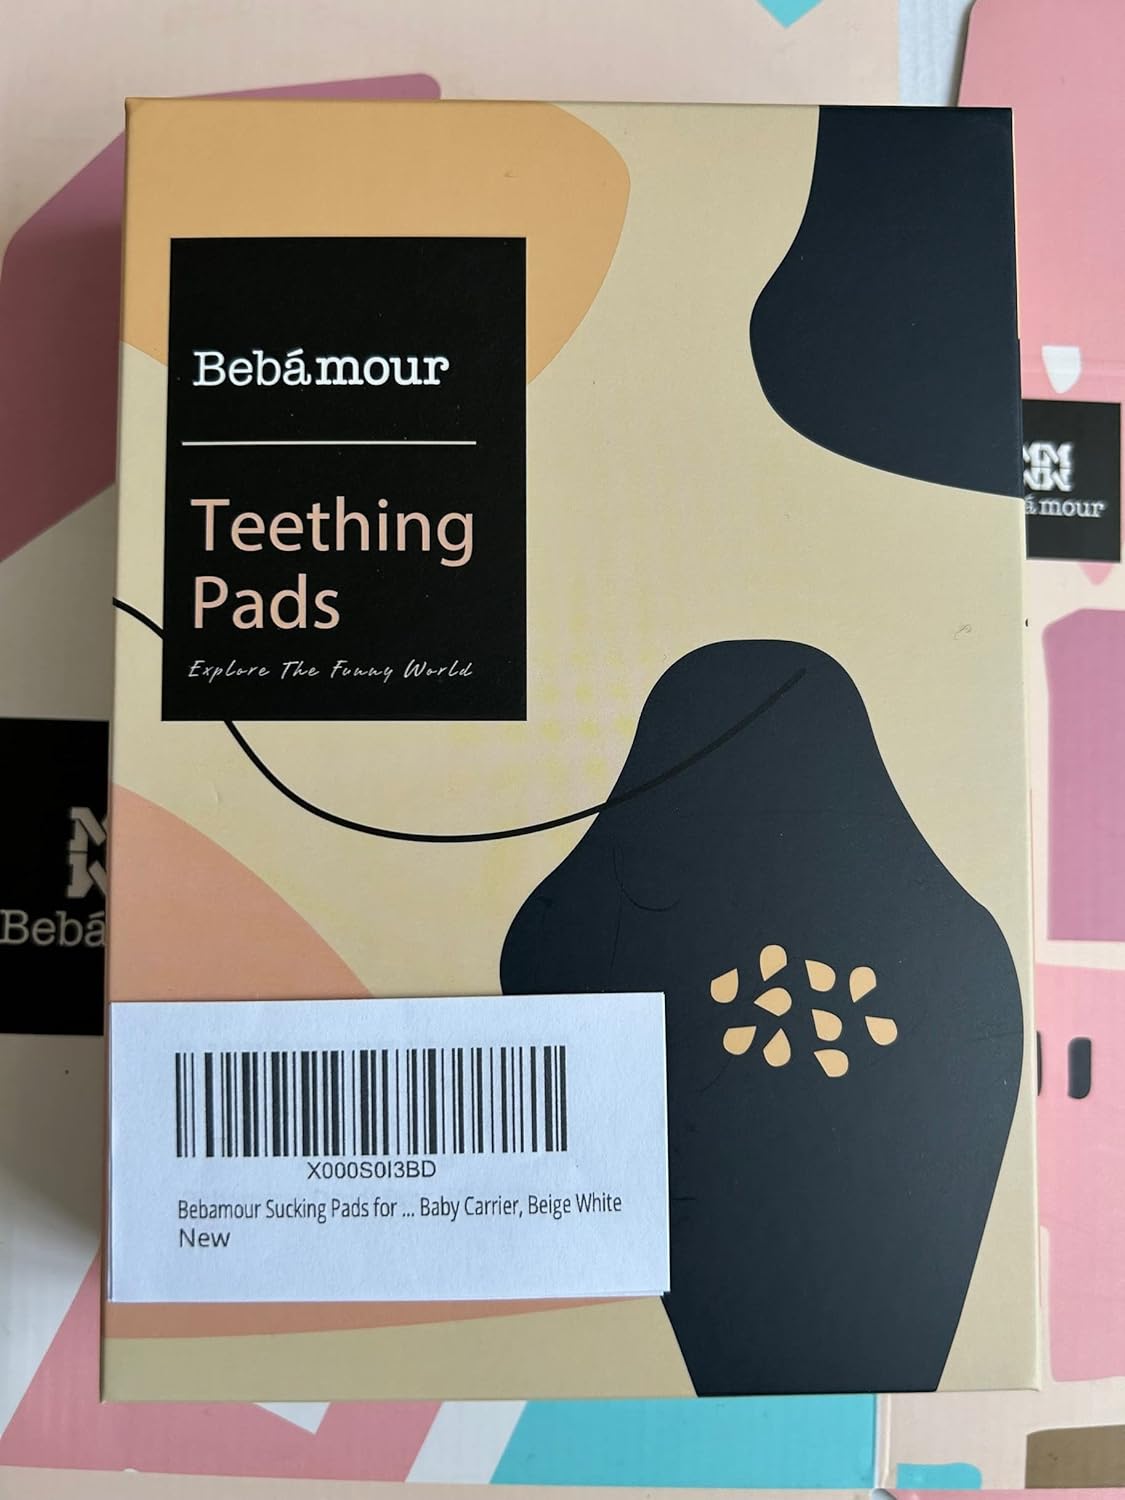 Bebámour
Teething
Pads
Explore The Funny World
X000S0I3BD
Bebamour Sucking Pads for ... Baby Carrier, Beige White
New
Bebá
ámour